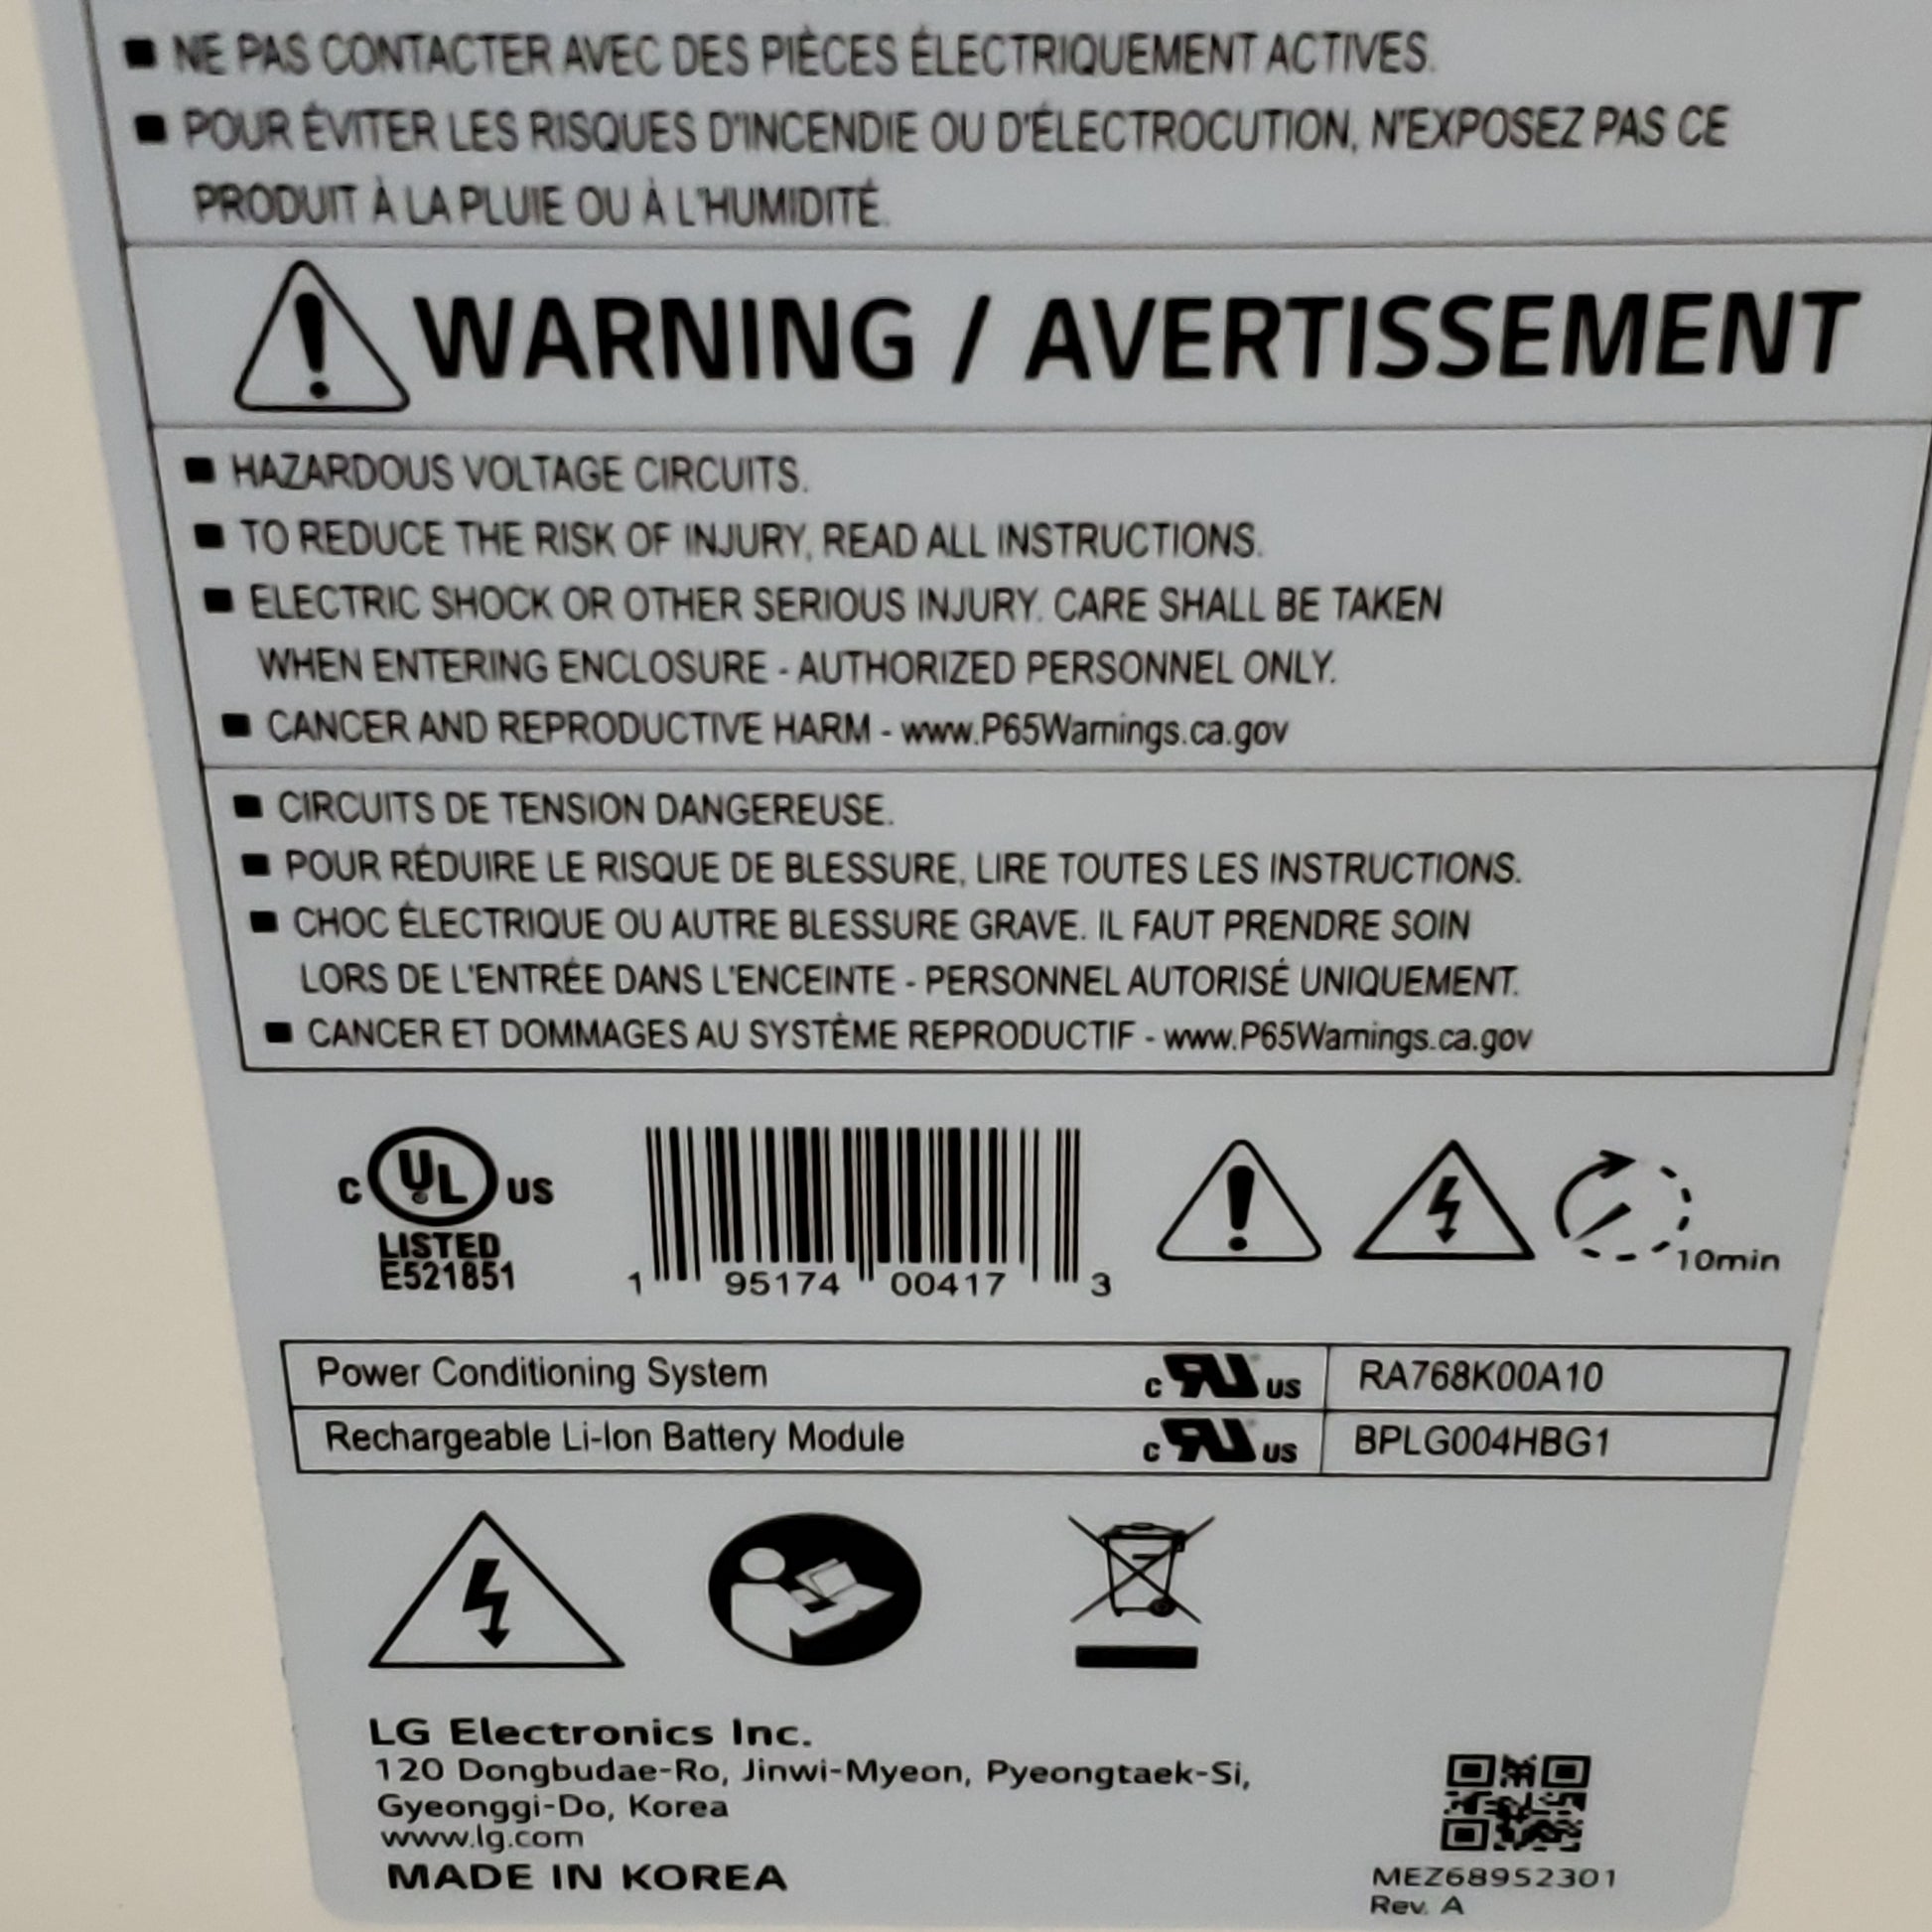 ■ NE PAS CONTACTER AVEC DES PIÈCES ÉLECTRIQUEMENT ACTIVES.
■ POUR ÉVITER LES RISQUES D'INCENDIE OU D'ÉLECTROCUTION, N'EXPOSEZ PAS CE
PRODUIT À LA PLUIE OU À L'HUMIDITÉ.
WARNING / AVERTISSEMENT
■ HAZARDOUS VOLTAGE CIRCUITS.
■ TO REDUCE THE RISK OF INJURY, READ ALL INSTRUCTIONS.
■ ELECTRIC SHOCK OR OTHER SERIOUS INJURY. CARE SHALL BE TAKEN
WHEN ENTERING ENCLOSURE - AUTHORIZED PERSONNEL ONLY.
■ CANCER AND REPRODUCTIVE HARM - www.P65Warnings.ca.gov
■ CIRCUITS DE TENSION DANGEREUSE.
■ POUR RÉDUIRE LE RISQUE DE BLESSURE, LIRE TOUTES LES INSTRUCTIONS.
■ CHOC ÉLECTRIQUE OU AUTRE BLESSURE GRAVE. IL FAUT PRENDRE SOIN
LORS DE L'ENTRÉE DANS L'ENCEINTE - PERSONNEL AUTORISÉ UNIQUEMENT.
■ CANCER ET DOMMAGES AU SYSTÈME REPRODUCTIF - www.P65Warnings.ca.gov
C UL US
LISTED
E521851
1 95174 00417 3
10min
Power Conditioning System c RU US RA768K00A10
Rechargeable Li-Ion Battery Module c RU US BPLG004HBG1
LG Electronics Inc.
120 Dongbudae-Ro, Jinwi-Myeon, Pyeongtaek-Si,
Gyeonggi-Do, Korea
www.lg.com
MADE IN KOREA
MEZ68952301
Rev. A